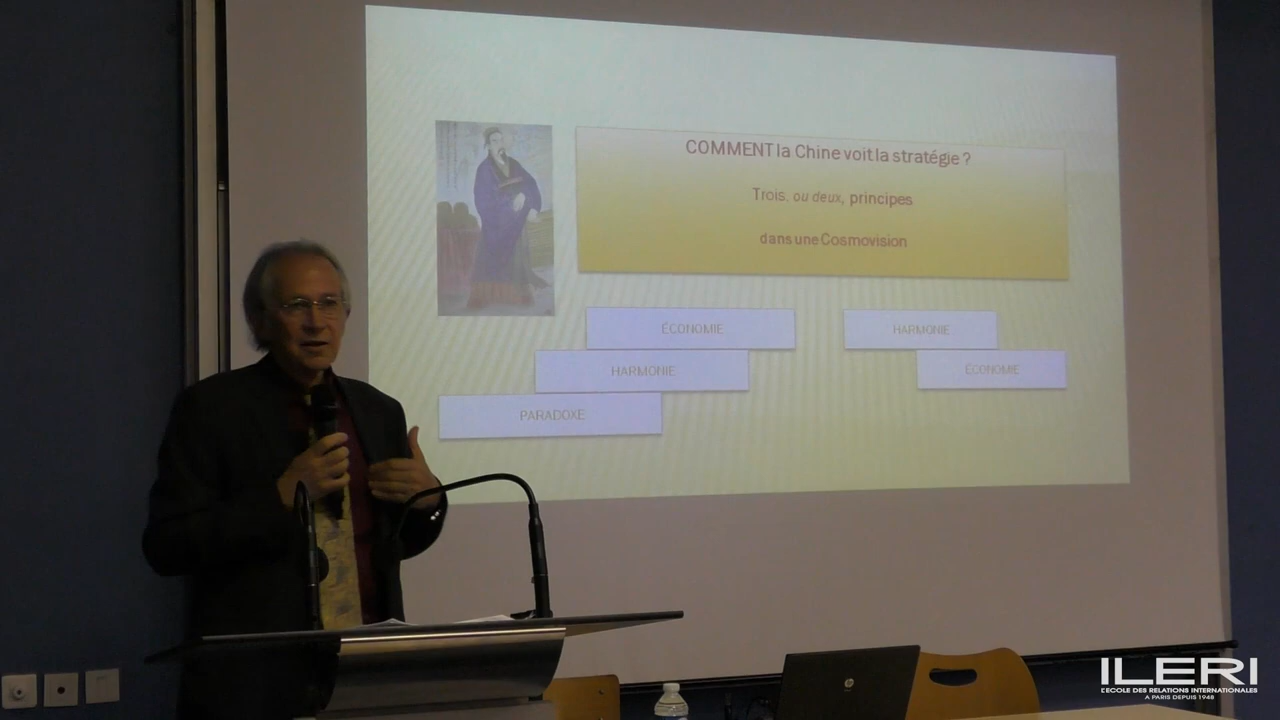 COMMENT la Chine voit la stratégie ?
Trois, ou deux, principes
dans une Cosmovision
ÉCONOMIE
HARMONIE
PARADOXE
HARMONIE
ÉCONOMIE
hp
ILERI
L'ECOLE DES RELATIONS INTERNATIONALES
A PARIS DEPUIS 1948